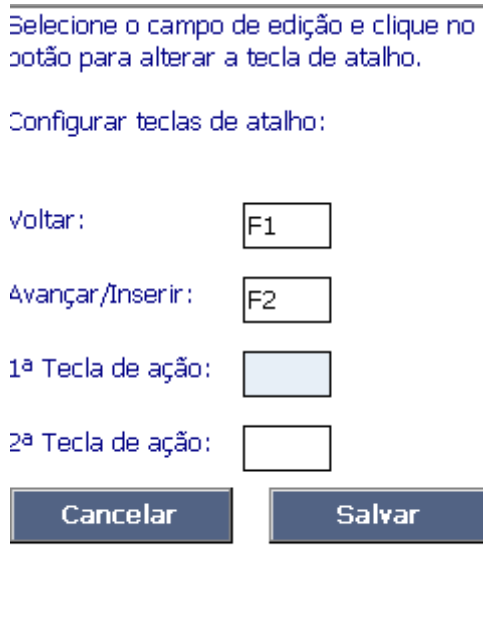 Selecione o campo de edição e clique no
botão para alterar a tecla de atalho.
Configurar teclas de atalho:
Voltar: F1
Avançar/Inserir: F2
1ª Tecla de ação:
2ª Tecla de ação:
Cancelar Salvar